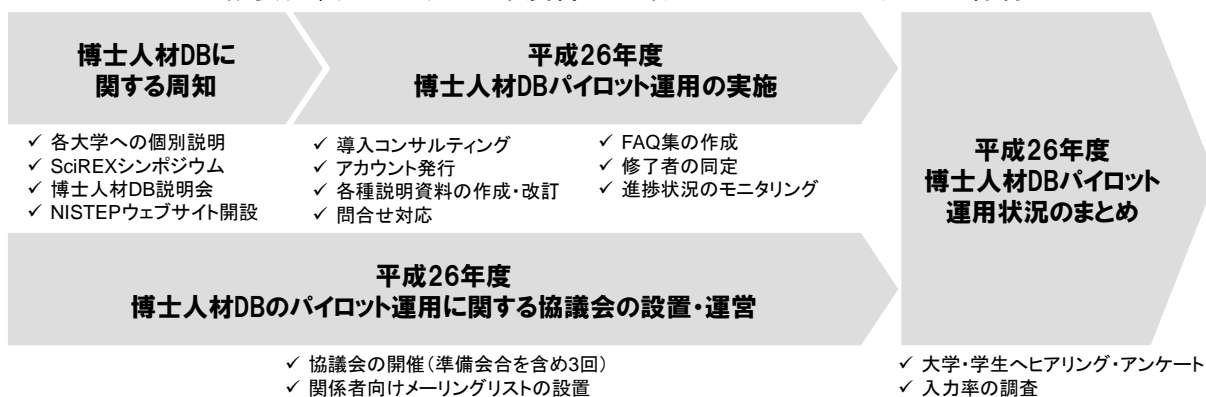 博士人材DBに
関する周知
平成26年度
博士人材DBパイロット運用の実施
✓ 各大学への個別説明
✓ SciREXシンポジウム
✓ 博士人材DB説明会
✓ NISTEPウェブサイト開設
✓ 導入コンサルティング
✓ アカウント発行
✓ 各種説明資料の作成・改訂
✓ 問合せ対応
✓ FAQ集の作成
✓ 修了者の同定
✓ 進捗状況のモニタリング
平成26年度
博士人材DBパイロット
運用状況のまとめ
平成26年度
博士人材DBのパイロット運用に関する協議会の設置・運営
✓ 協議会の開催（準備会合を含め3回）
✓ 関係者向けメーリングリストの設置
✓ 大学・学生へヒアリング・アンケート
✓ 入力率の調査